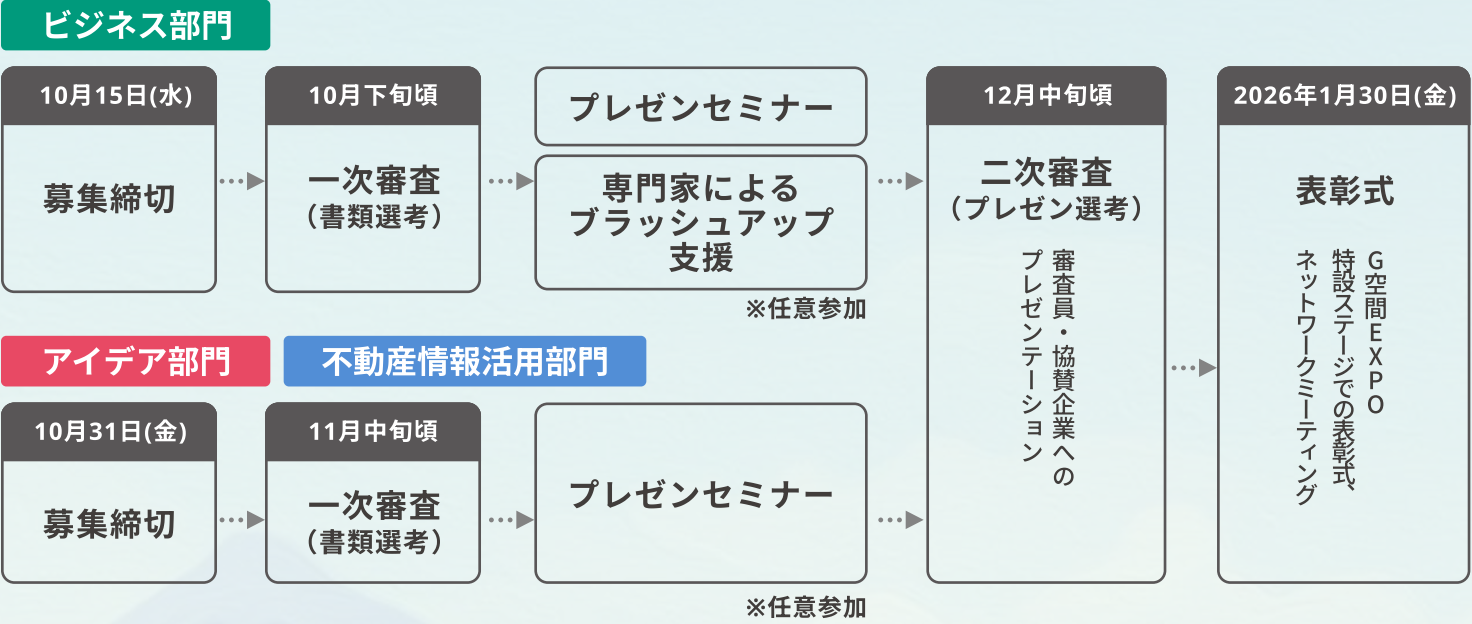 ビジネス部門
10月15日(水)
募集締切
10月下旬頃
一次審査
（書類選考）
プレゼンセミナー
専門家による
ブラッシュアップ
支援
※任意参加
アイデア部門
不動産情報活用部門
10月31日(金)
募集締切
11月中旬頃
一次審査
（書類選考）
プレゼンセミナー
※任意参加
12月中旬頃
二次審査
（プレゼン選考）
審査員・協賛企業への
プレゼンテーション
2026年1月30日(金)
表彰式
G空間EXPO
特設ステージでの表彰式、
ネットワークミーティング